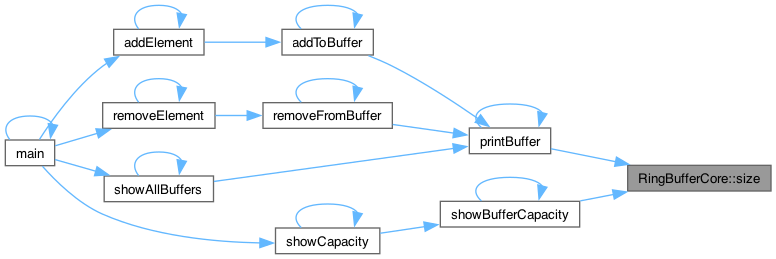 addElement
addToBuffer
removeElement
removeFromBuffer
printBuffer
main
RingBufferCore::size
showAllBuffers
showBufferCapacity
showCapacity